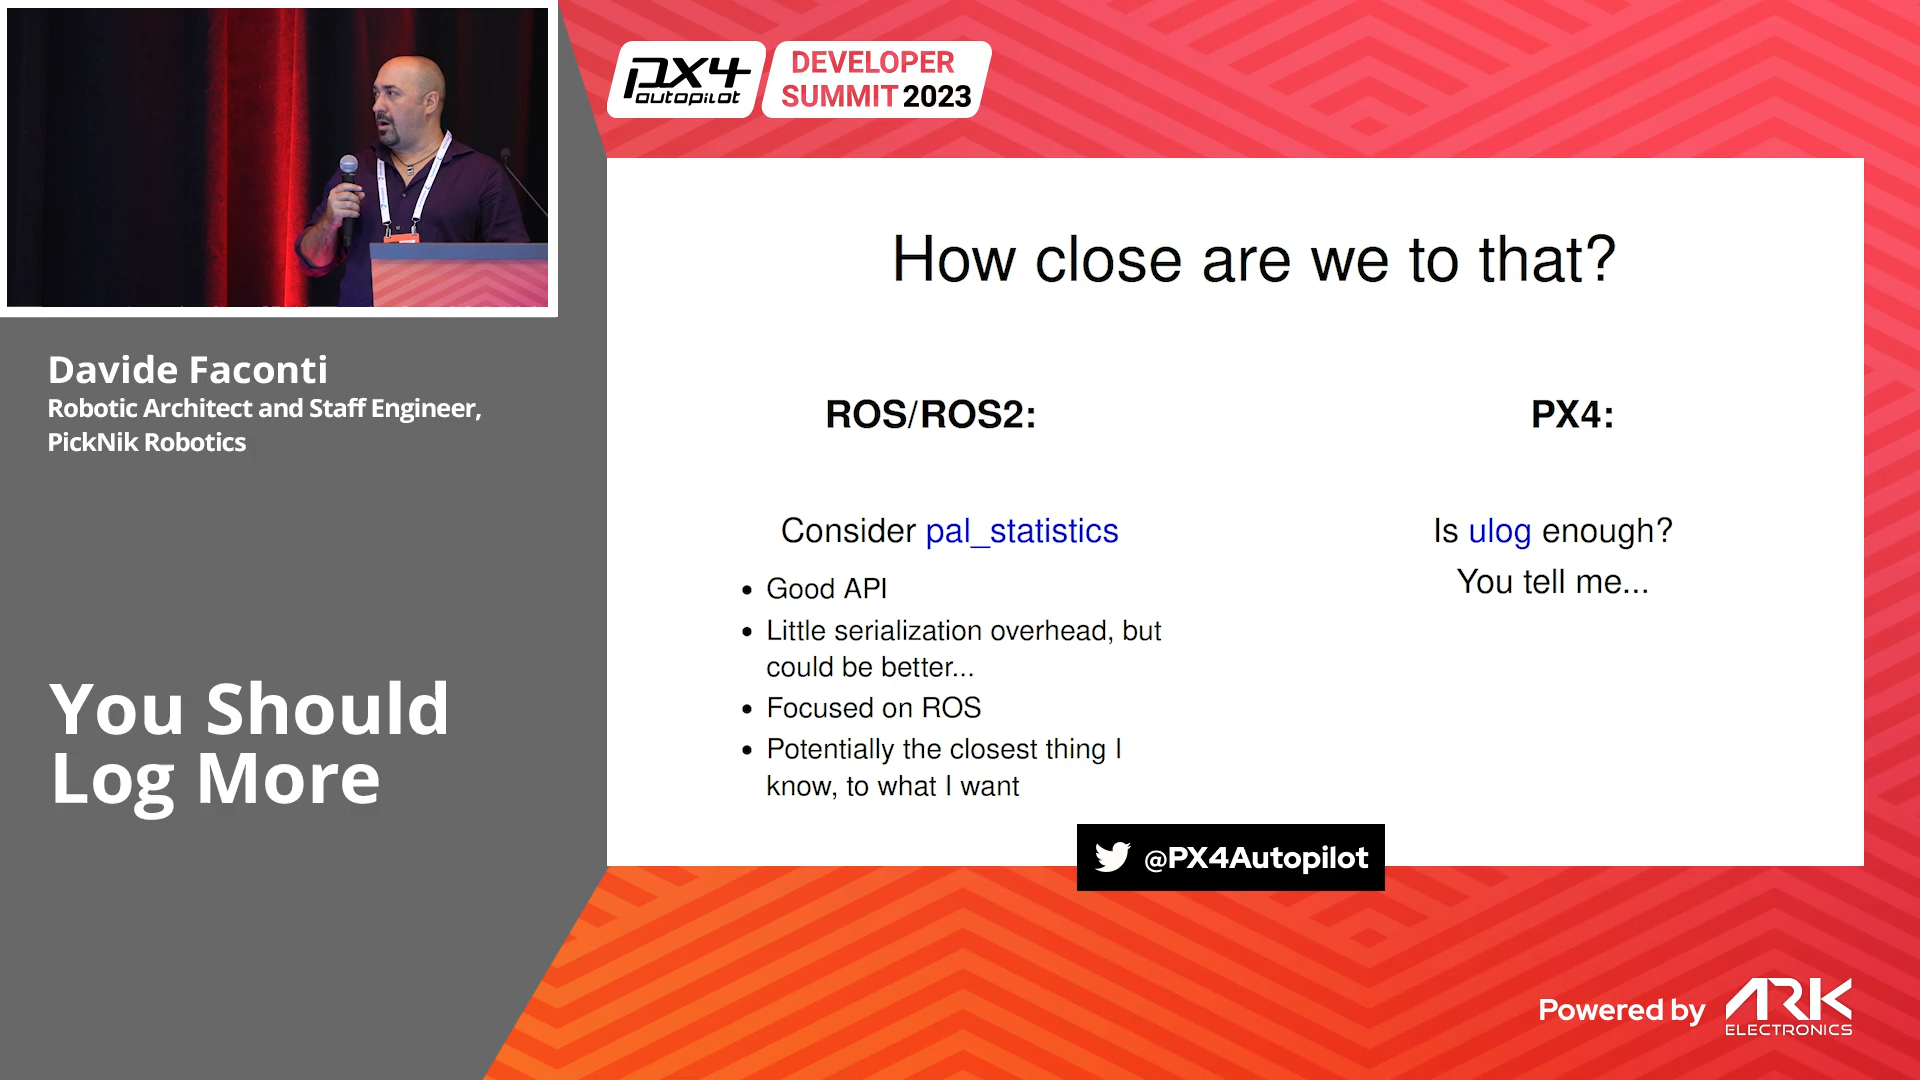 PX4
autopilot
DEVELOPER
SUMMIT 2023
Davide Faconti
Robotic Architect and Staff Engineer,
PickNik Robotics
You Should
Log More
How close are we to that?
ROS/ROS2:
Consider pal_statistics
• Good API
• Little serialization overhead, but
could be better...
• Focused on ROS
• Potentially the closest thing I
know, to what I want
PX4:
Is ulog enough?
You tell me...
@PX4Autopilot
Powered by ARK
ELECTRONICS